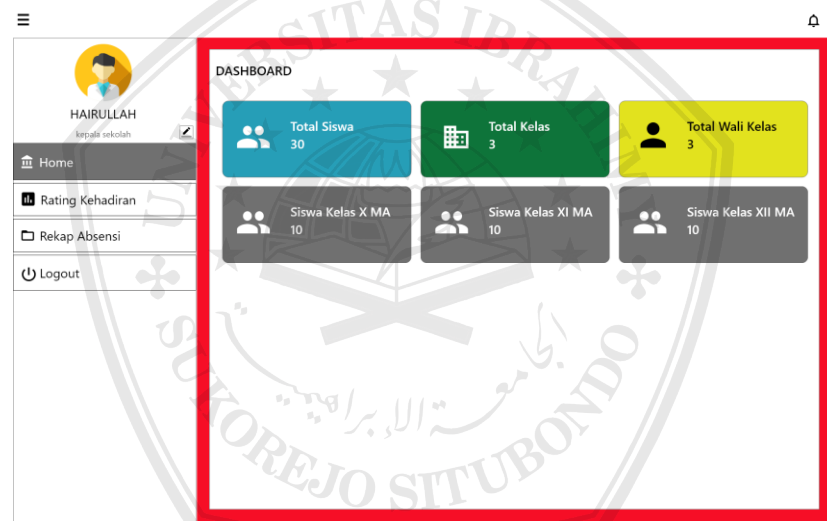 HAIRULLAH
kepala sekolah
Home
Rating Kehadiran
Rekap Absensi
Logout
DASHBOARD
Total Siswa
30
Total Kelas
3
Total Wali Kelas
3
Siswa Kelas X MA
10
Siswa Kelas XI MA
10
Siswa Kelas XII MA
10
UNIVERSITAS IBRAHIMY
SUKOREJO SITUBONDO